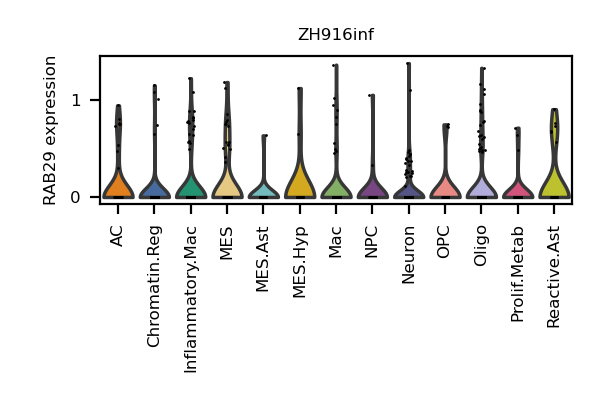 ZH916inf
RAB29 expression
1
0
AC
Chromatin.Reg
Inflammatory.Mac
MES
MES.Ast
MES.Hyp
Mac
NPC
Neuron
OPC
Oligo
Prolif.Metab
Reactive.Ast